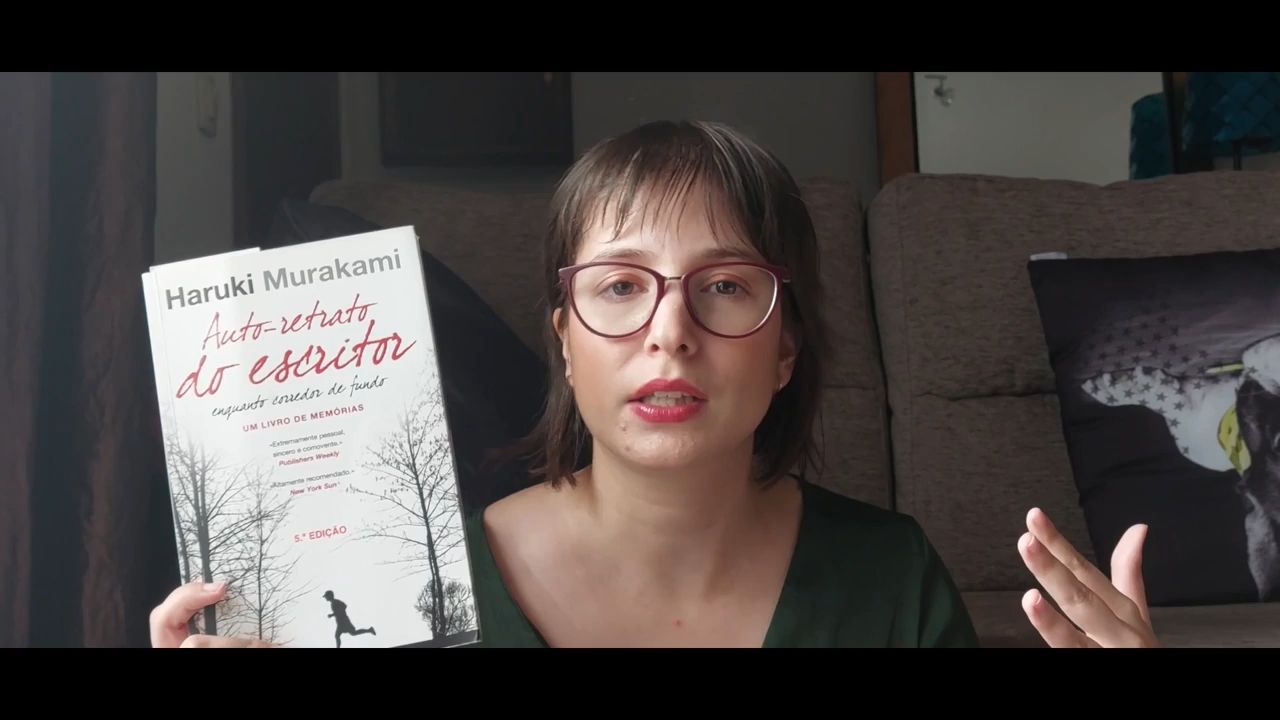 Haruki Murakami
Auto-retrato
do escritor
enquanto corredor de fundo
UM LIVRO DE MEMÓRIAS
«Extremamente pessoal,
sincero e comovente.»
Publishers Weekly
«Altamente recomendado.»
New York Sun
5.ª EDIÇÃO